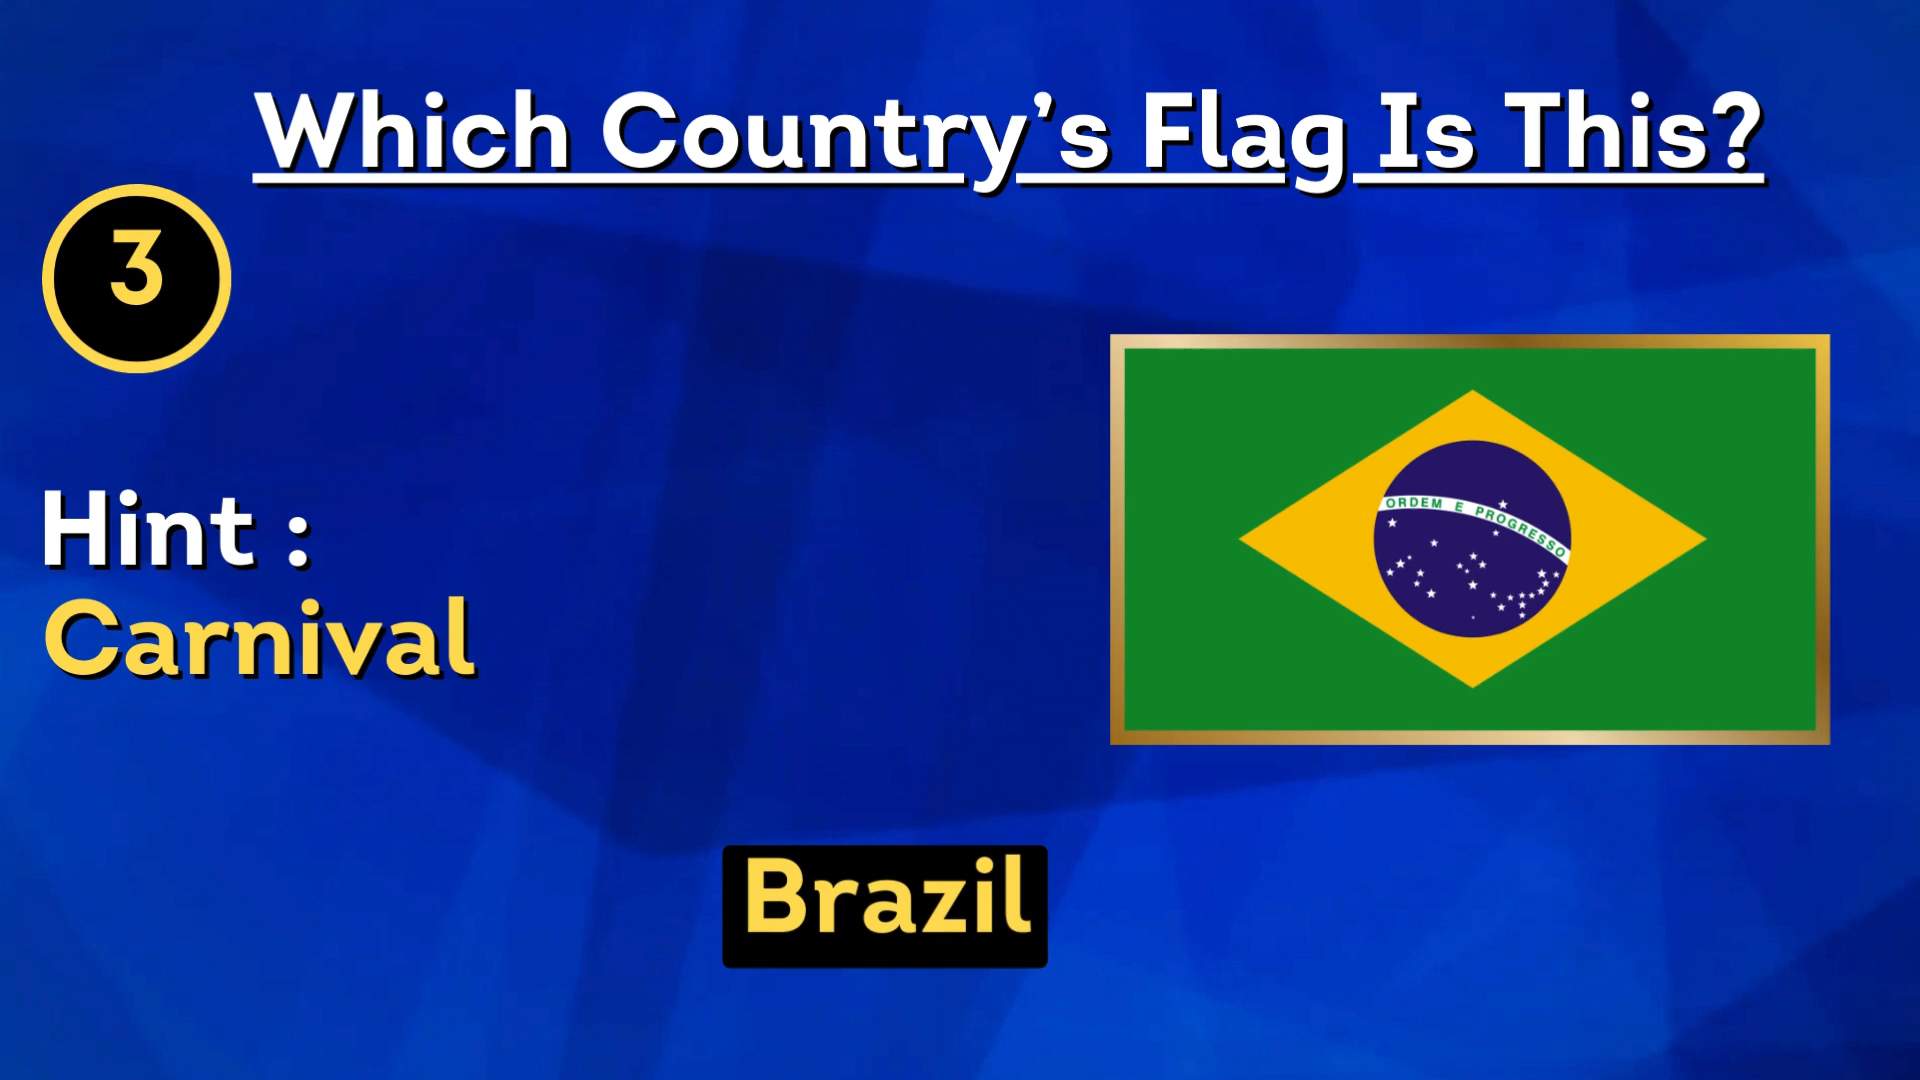 Which Country’s Flag Is This?
3
Hint :
Carnival
ORDEM E PROGRESSO
Brazil